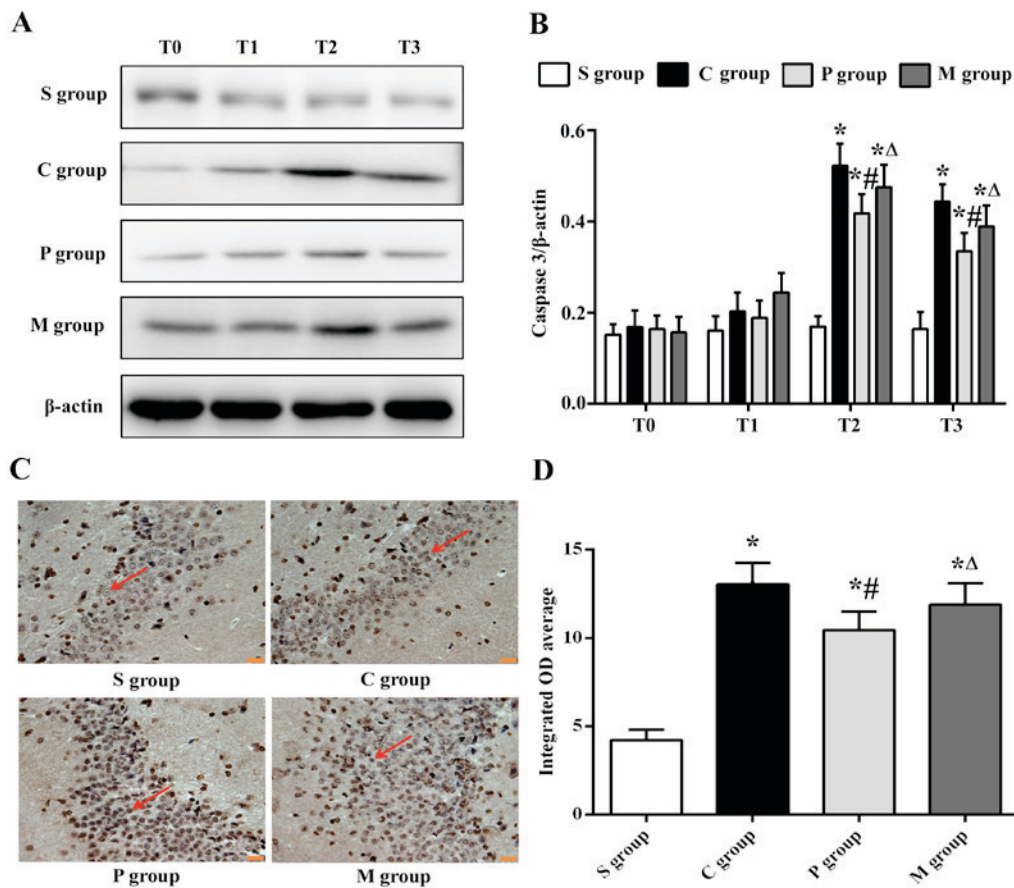 A
T0 T1 T2 T3
S group
C group
P group
M group
β-actin
B
S group C group P group M group
Caspase 3/β-actin
0.6
0.4
0.2
0.0
*
*#
*Δ
*
*#
*Δ
T0 T1 T2 T3
C
S group C group
P group M group
D
Integrated OD average
15
10
5
0
*
*#
*Δ
S group
C group
P group
M group